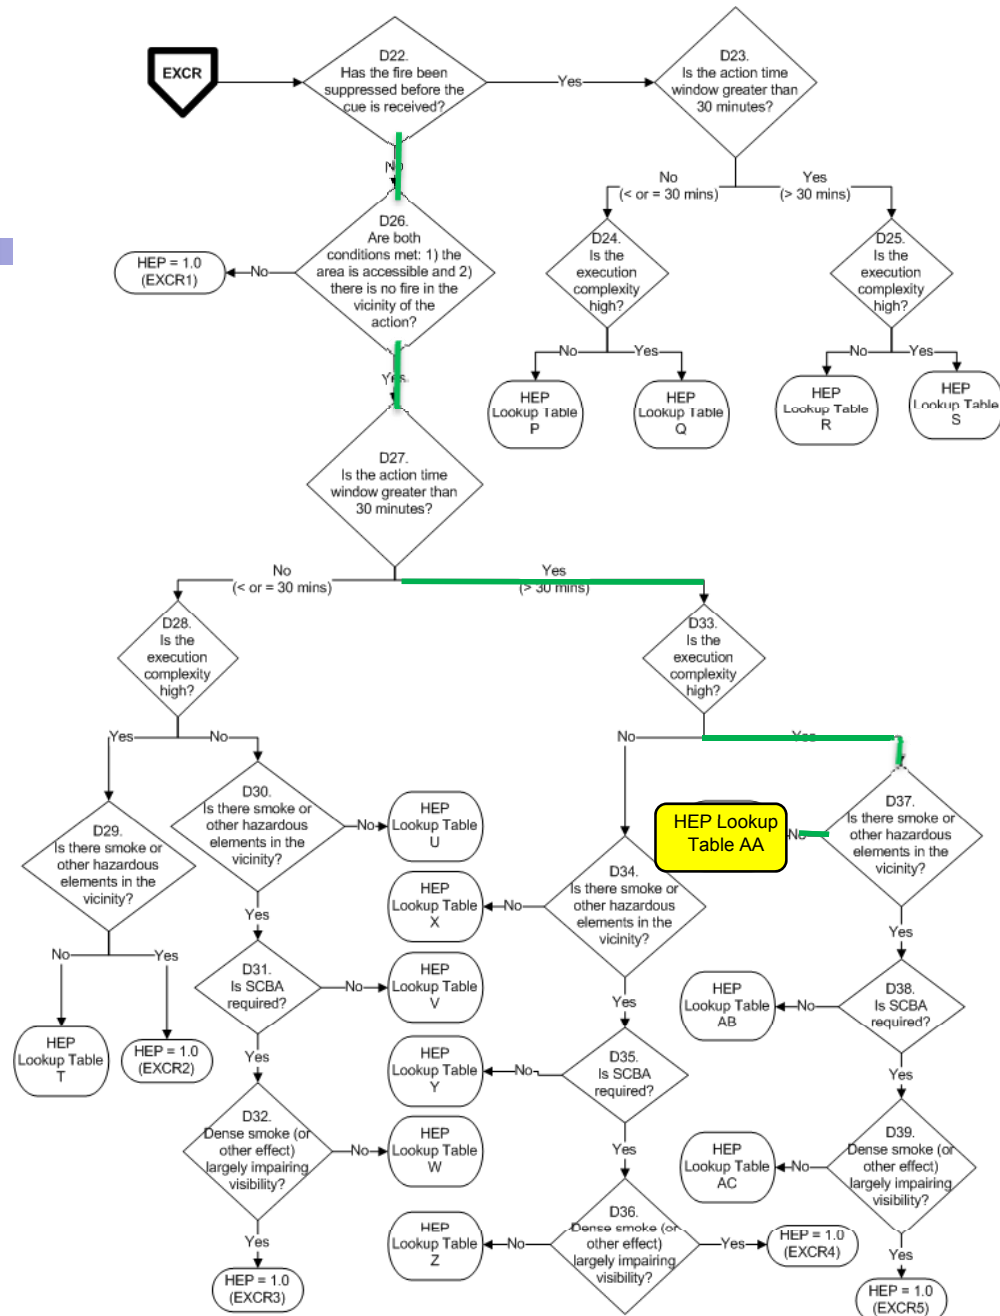 EXCR
D22.
Has the fire been
suppressed before the
cue is received?
Yes
D23.
Is the action time
window greater than
30 minutes?
No
No
(< or = 30 mins)
Yes
(> 30 mins)
D24.
Is the
execution
complexity
high?
D25.
Is the
execution
complexity
high?
No
Yes
No
Yes
HEP
Lookup Table
P
HEP
Lookup Table
Q
HEP
Lookup Table
R
HEP
Lookup Table
S
D26.
Are both
conditions met: 1) the
area is accessible and 2)
there is no fire in the
vicinity of the
action?
No
HEP = 1.0
(EXCR1)
Yes
D27.
Is the action time
window greater than
30 minutes?
No
(< or = 30 mins)
Yes
(> 30 mins)
D28.
Is the
execution
complexity
high?
D33.
Is the
execution
complexity
high?
Yes
No
No
Yes
D29.
Is there smoke or
other hazardous
elements in the
vicinity?
No
Yes
HEP
Lookup Table
T
HEP = 1.0
(EXCR2)
D30.
Is there smoke or
other hazardous
elements in the
vicinity?
No
HEP
Lookup Table
U
Yes
D31.
Is SCBA
required?
No
HEP
Lookup Table
V
Yes
D32.
Dense smoke (or
other effect)
largely impairing
visibility?
No
HEP
Lookup Table
W
Yes
HEP = 1.0
(EXCR3)
D34.
Is there smoke or
other hazardous
elements in the
vicinity?
No
HEP
Lookup Table
X
Yes
D35.
Is SCBA
required?
No
HEP
Lookup Table
Y
Yes
D36.
Dense smoke (or
other effect)
largely impairing
visibility?
No
HEP
Lookup Table
Z
Yes
HEP = 1.0
(EXCR4)
D37.
Is there smoke or
other hazardous
elements in the
vicinity?
No
HEP Lookup
Table AA
Yes
D38.
Is SCBA
required?
No
HEP
Lookup Table
AB
Yes
D39.
Dense smoke (or
other effect)
largely impairing
visibility?
No
HEP
Lookup Table
AC
Yes
HEP = 1.0
(EXCR5)